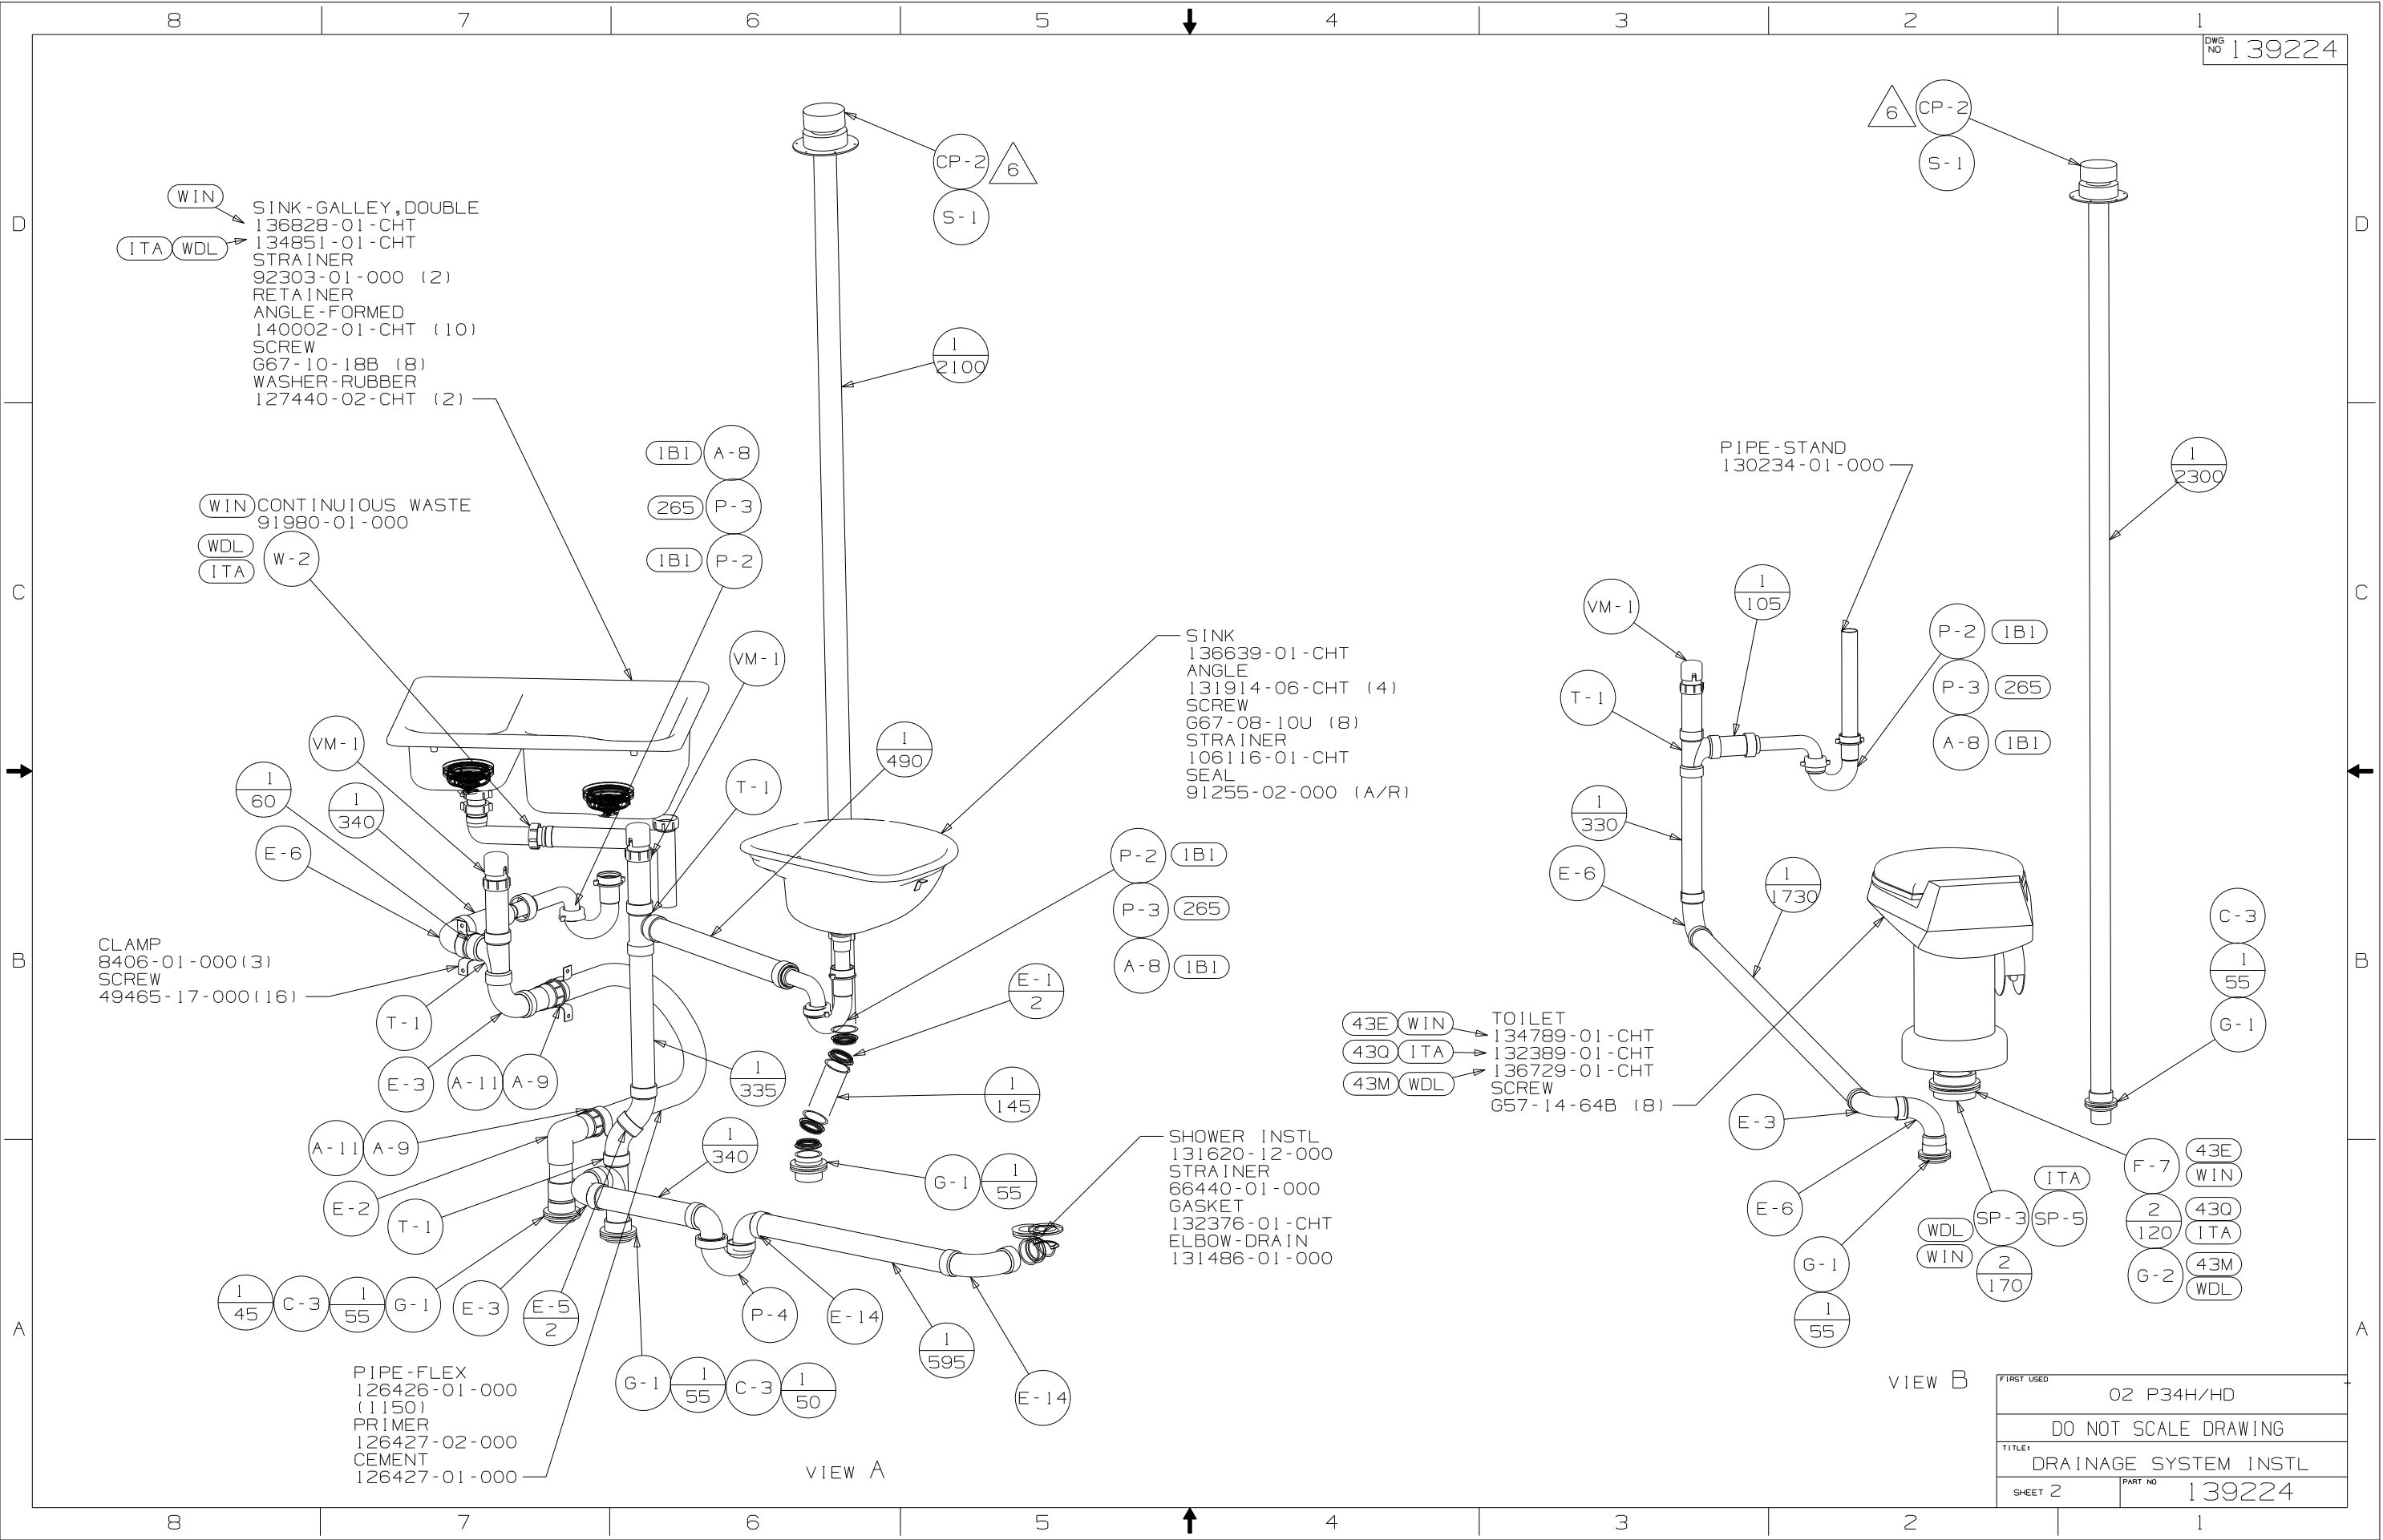 8 7 6 5 4 3 2 1
DWG NO 139224
D
C
B
A
WIN
ITA WDL
SINK-GALLEY,DOUBLE
136828-01-CHT
134851-01-CHT
STRAINER
92303-01-000 (2)
RETAINER
ANGLE-FORMED
140002-01-CHT (10)
SCREW
G67-10-18B (8)
WASHER-RUBBER
127440-02-CHT (2)
CP-2 6
S-1
1
2100
1B1 A-8
265 P-3
1B1 P-2
WIN CONTINUIOUS WASTE
91980-01-000
WDL
ITA
W-2
VM-1
VM-1
1
60
1
340
E-6
T-1
1
490
SINK
136639-01-CHT
ANGLE
131914-06-CHT (4)
SCREW
G67-08-10U (8)
STRAINER
106116-01-CHT
SEAL
91255-02-000 (A/R)
P-2 1B1
P-3 265
A-8 1B1
E-1
2
CLAMP
8406-01-000(3)
SCREW
49465-17-000(16)
T-1
E-3
A-11 A-9
1
335
1
145
A-11 A-9
E-2
T-1
1
340
G-1
1
55
SHOWER INSTL
131620-12-000
STRAINER
66440-01-000
GASKET
132376-01-CHT
ELBOW-DRAIN
131486-01-000
1
45
C-3
1
55
G-1
E-3
E-5
2
P-4
E-14
1
595
E-14
G-1
1
55
C-3
1
50
PIPE-FLEX
126426-01-000
(1150)
PRIMER
126427-02-000
CEMENT
126427-01-000
VIEW A
6 CP-2
S-1
PIPE-STAND
130234-01-000
1
2300
VM-1
1
105
P-2 1B1
T-1
P-3 265
A-8 1B1
1
330
E-6
1
1730
C-3
1
55
G-1
43E WIN
43Q ITA
43M WDL
TOILET
134789-01-CHT
132389-01-CHT
136729-01-CHT
SCREW
G57-14-64B (8)
E-3
E-6
G-1
1
55
ITA
SP-3 SP-5
WDL
WIN
2
170
F-7
43E
WIN
2
120
43Q
ITA
G-2
43M
WDL
VIEW B
FIRST USED
02 P34H/HD
DO NOT SCALE DRAWING
TITLE:
DRAINAGE SYSTEM INSTL
SHEET 2
PART NO 139224
D
C
B
A
8 7 6 5 4 3 2 1